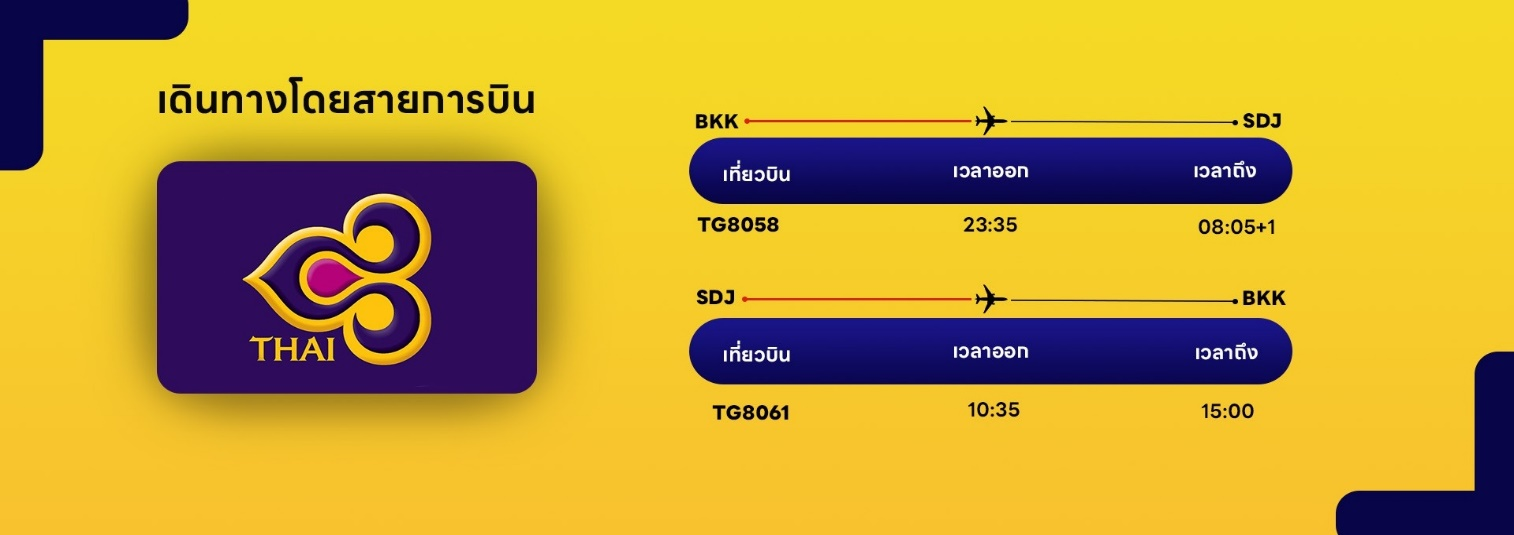 เดินทางโดยสายการบิน
THAI
BKK SDJ
เที่ยวบิน เวลาออก เวลาถึง
TG8058 23:35 08:05+1
SDJ BKK
เที่ยวบิน เวลาออก เวลาถึง
TG8061 10:35 15:00